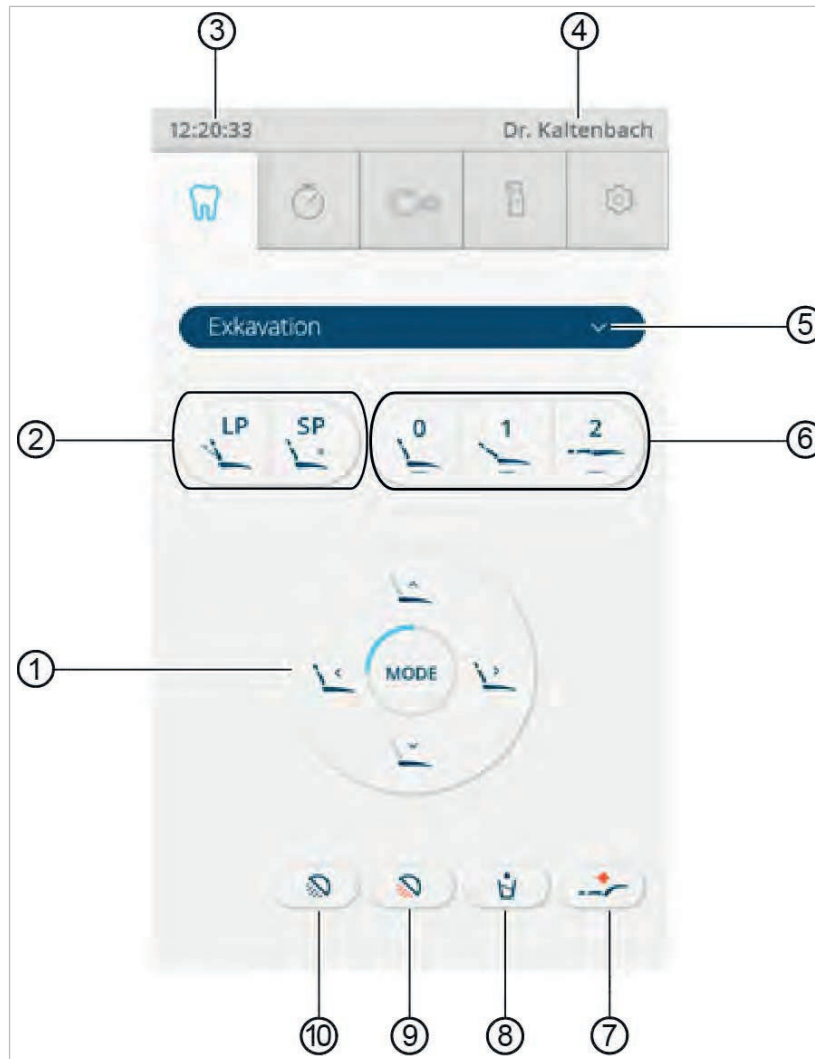 ③ ④
12:20:33 Dr. Kaltenbach
Exkavation ⑤
② LP SP 0 1 2 ⑥
① MODE
⑩ ⑨ ⑧ ⑦